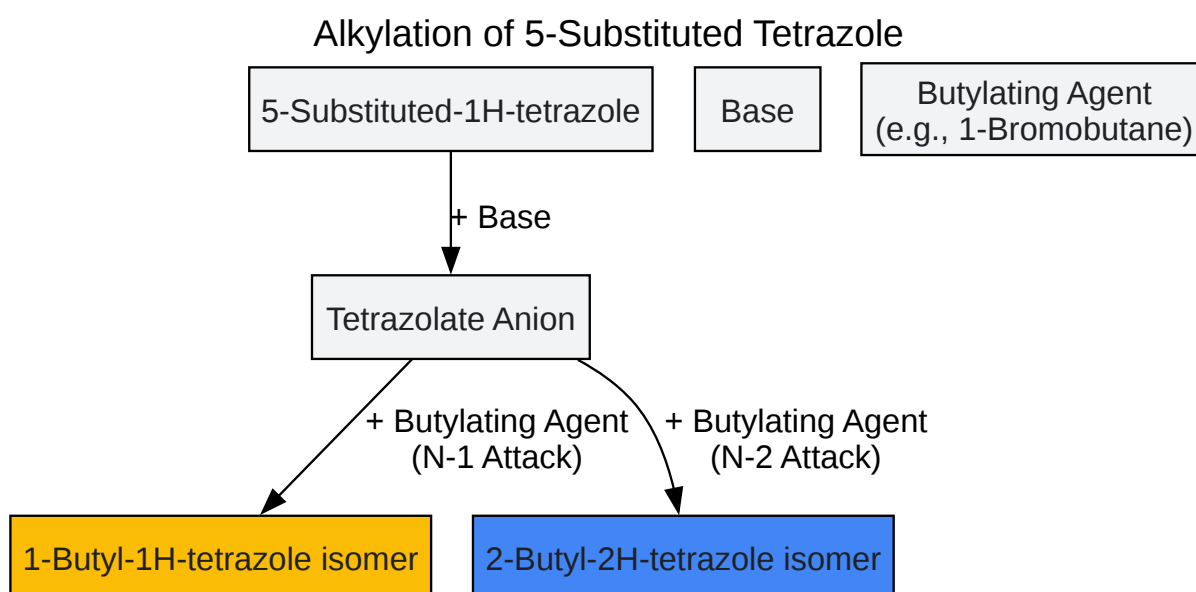 Alkylation of 5-Substituted Tetrazole
5-Substituted-1H-tetrazole
Base
Butylating Agent
(e.g., 1-Bromobutane)
+ Base
Tetrazolate Anion
+ Butylating Agent
(N-1 Attack)
+ Butylating Agent
(N-2 Attack)
1-Butyl-1H-tetrazole isomer
2-Butyl-2H-tetrazole isomer